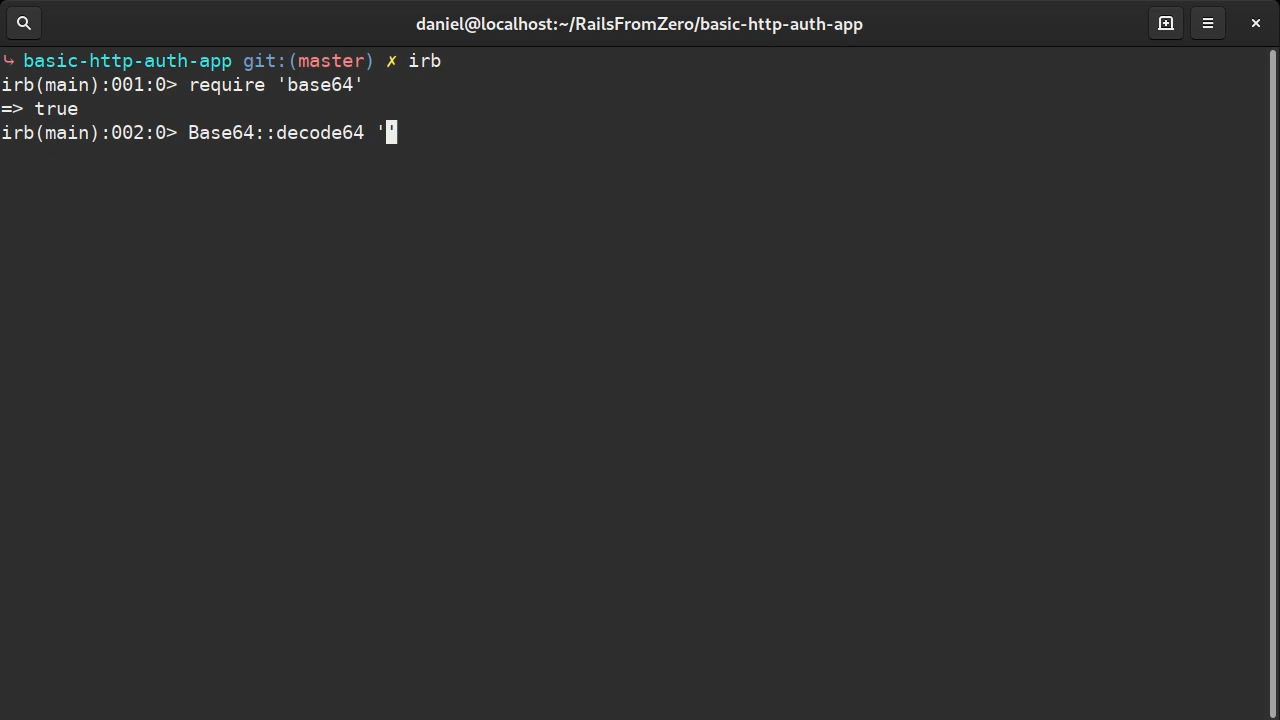 daniel@localhost:~/RailsFromZero/basic-http-auth-app
↪ basic-http-auth-app git:(master) ✗ irb
irb(main):001:0> require 'base64'
=> true
irb(main):002:0> Base64::decode64 ''